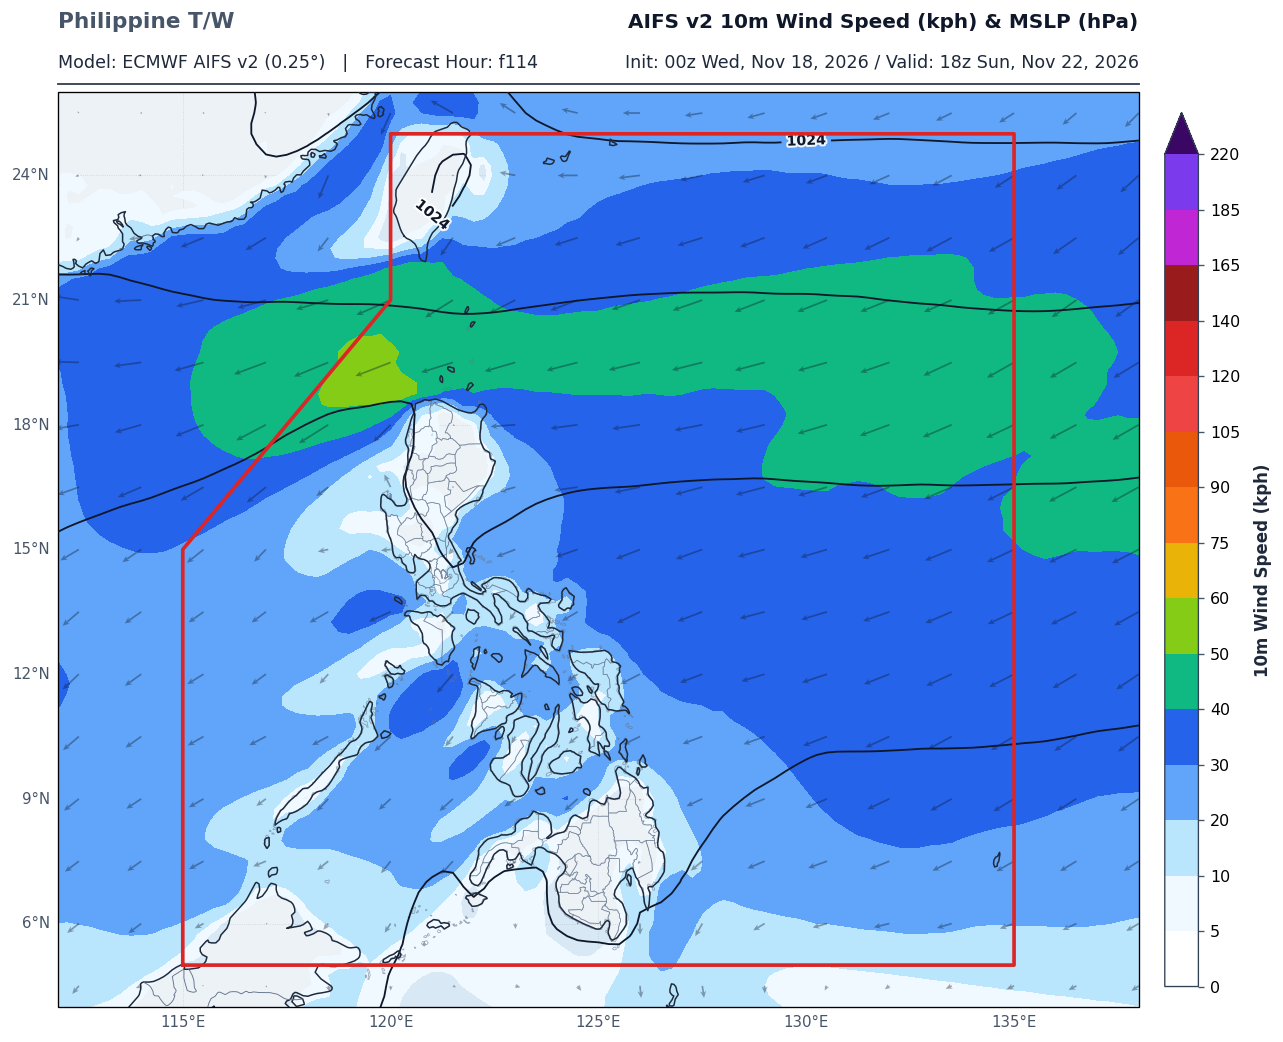 Philippine T/W
AIFS v2 10m Wind Speed (kph) & MSLP (hPa)
Model: ECMWF AIFS v2 (0.25°) | Forecast Hour: f114
Init: 00z Wed, Nov 18, 2026 / Valid: 18z Sun, Nov 22, 2026
1024
1024
24°N
21°N
18°N
15°N
12°N
9°N
6°N
115°E
120°E
125°E
130°E
135°E
220
185
165
140
120
105
90
75
60
50
40
30
20
10
5
0
10m Wind Speed (kph)